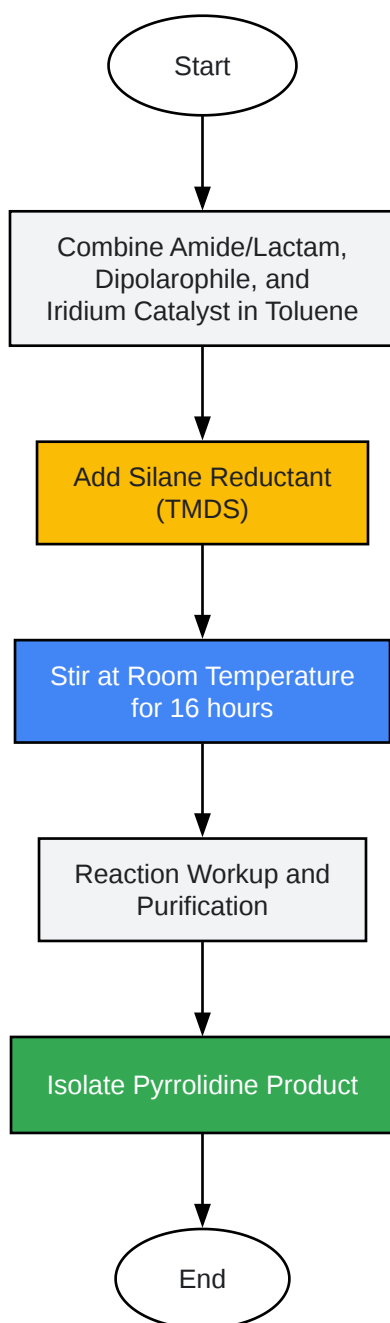 Start
Combine Amide/Lactam,
Dipolarophile, and
Iridium Catalyst in Toluene
Add Silane Reductant
(TMDS)
Stir at Room Temperature
for 16 hours
Reaction Workup and
Purification
Isolate Pyrrolidine Product
End